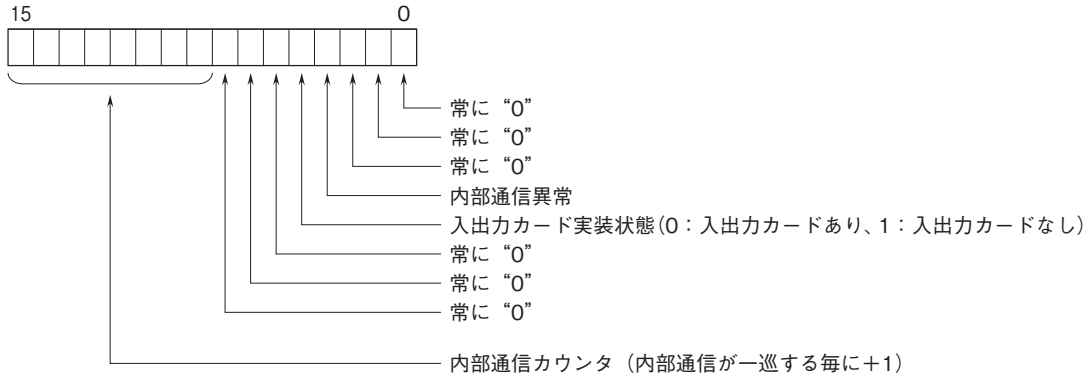 15 0
常に“0”
常に“0”
常に“0”
内部通信異常
入出力カード実装状態(0:入出力カードあり、1:入出力カードなし)
常に“0”
常に“0”
常に“0”
内部通信カウンタ(内部通信が一巡する毎に+1)